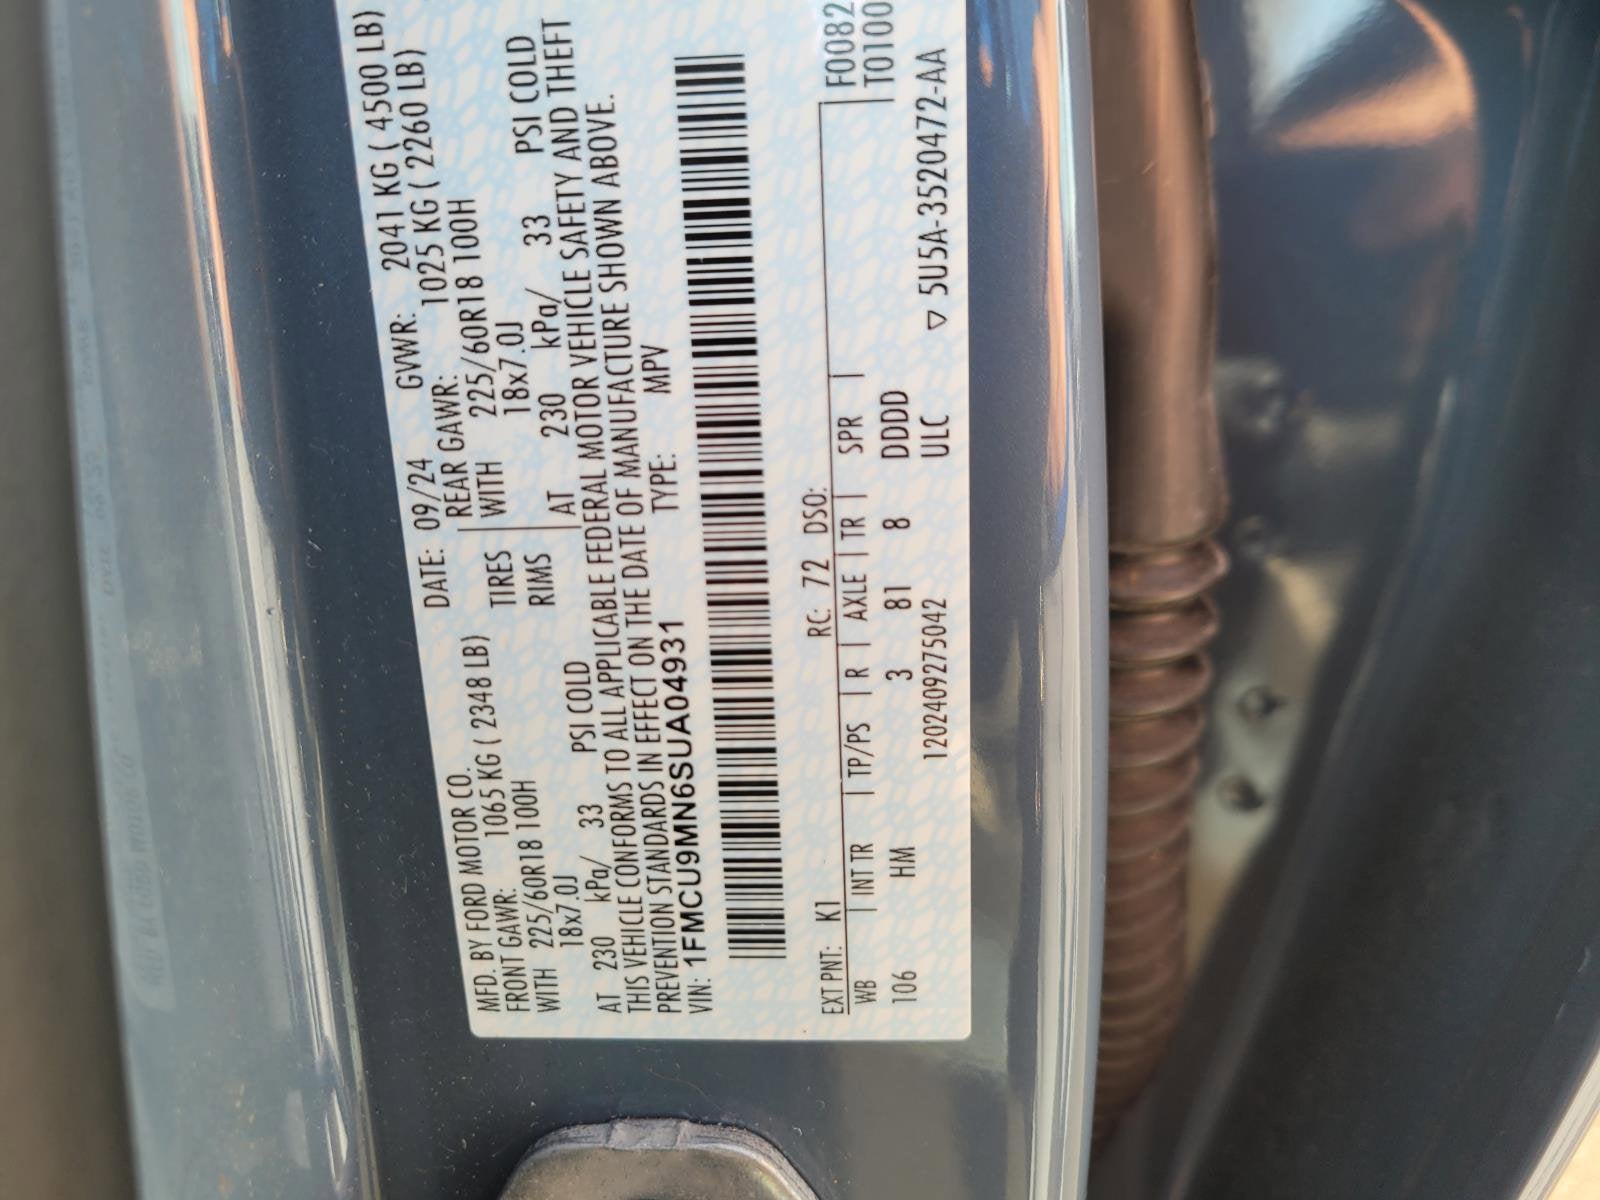 MFD. BY FORD MOTOR CO. DATE: 09/24 GVWR: 2041 KG ( 4500 LB)
FRONT GAWR: 1065 KG ( 2348 LB) REAR GAWR: 1025 KG ( 2260 LB)
WITH 225/60R18 100H TIRES WITH 225/60R18 100H
18x7.0J RIMS 18x7.0J
AT 230 kPa/ 33 PSI COLD AT 230 kPa/ 33 PSI COLD
THIS VEHICLE CONFORMS TO ALL APPLICABLE FEDERAL MOTOR VEHICLE SAFETY AND THEFT
PREVENTION STANDARDS IN EFFECT ON THE DATE OF MANUFACTURE SHOWN ABOVE.
VIN: 1FMCU9MN6SUA04931 TYPE: MPV
F0082
EXT PNT: K1 RC: 72 DSO: T0100
WB INT TR TP/PS R AXLE TR SPR
106 HM 3 81 8 DDDD
120240927504​2 ULC ▽ 5U5A-3520472-AA